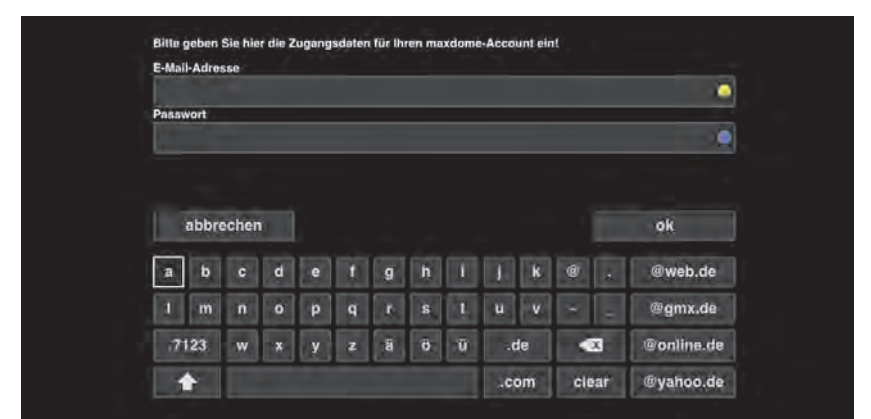 Bitte geben Sie hier die Zugangsdaten für Ihren maxdome-Account ein!
E-Mail-Adresse
Passwort
abbrechen ok
a b c d e f g h i j k @ . @web.de
l m n o p q r s t u v - _ @gmx.de
.?123 w x y z ä ö ü .de x @online.de
.com clear @yahoo.de